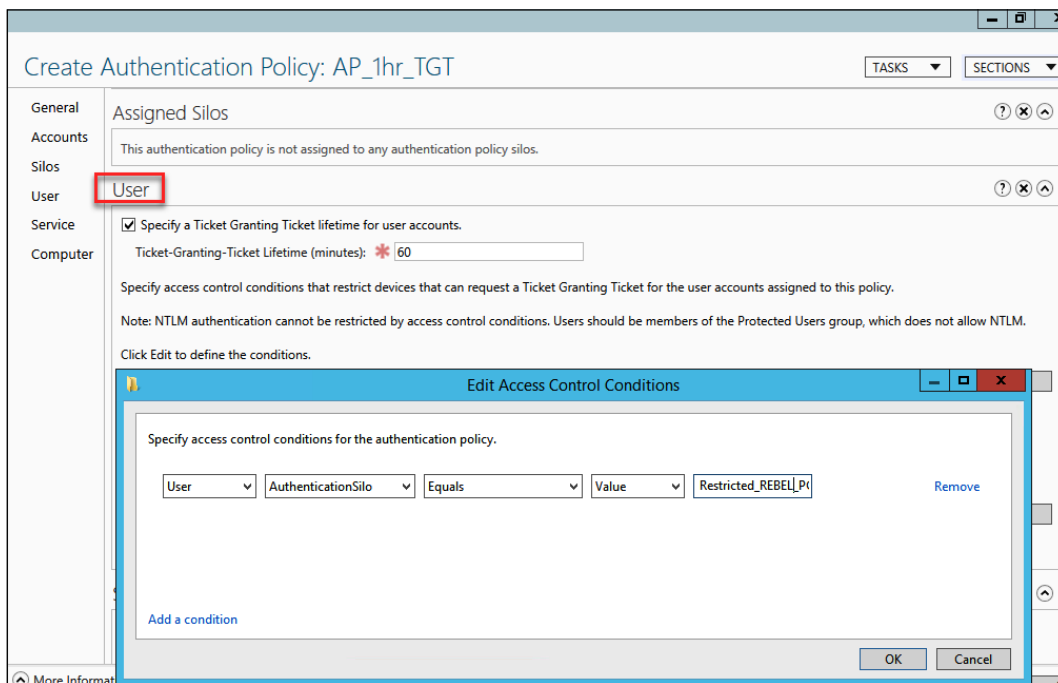 Create Authentication Policy: AP_1hr_TGT
TASKS
SECTIONS
General
Accounts
Silos
User
Service
Computer
Assigned Silos
This authentication policy is not assigned to any authentication policy silos.
User
Specify a Ticket Granting Ticket lifetime for user accounts.
Ticket-Granting-Ticket Lifetime (minutes): * 60
Specify access control conditions that restrict devices that can request a Ticket Granting Ticket for the user accounts assigned to this policy.
Note: NTLM authentication cannot be restricted by access control conditions. Users should be members of the Protected Users group, which does not allow NTLM.
Click Edit to define the conditions.
Edit Access Control Conditions
Specify access control conditions for the authentication policy.
User AuthenticationSilo Equals Value Restricted_REBEL_P Remove
Add a condition
OK Cancel
More Informat